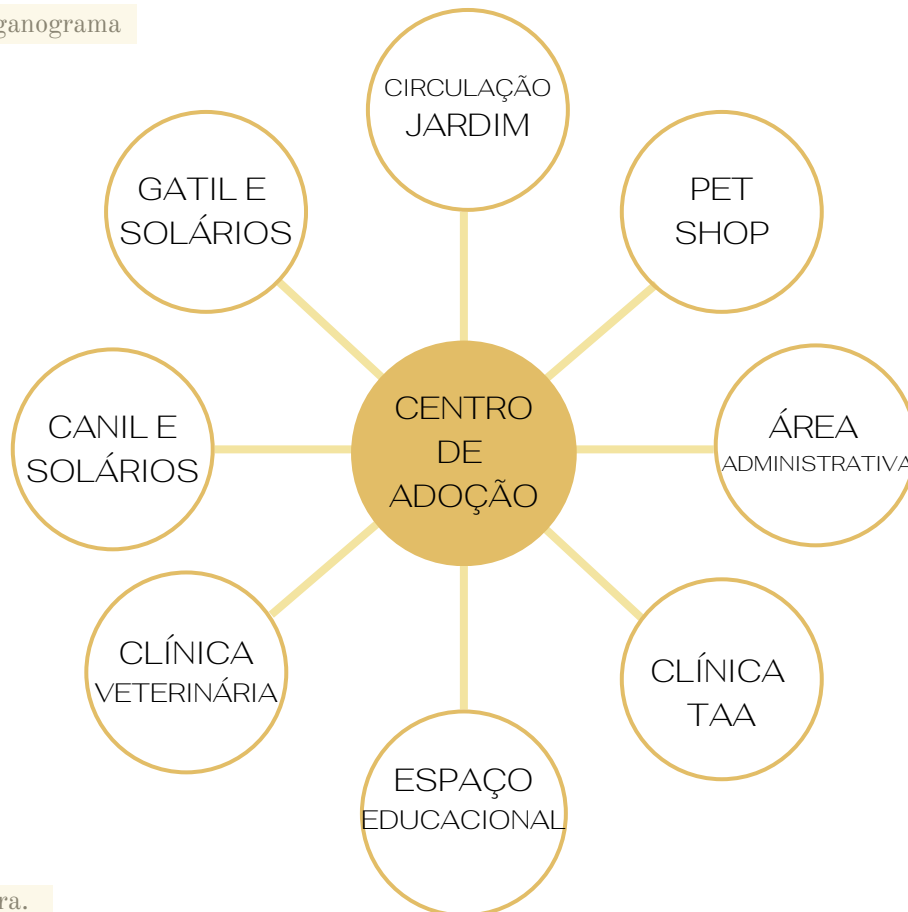 ganograma
CIRCULAÇÃO
JARDIM
GATIL E
SOLÁRIOS
PET
SHOP
CENTRO
DE
ADOÇÃO
CANIL E
SOLÁRIOS
ÁREA
ADMINISTRATIVA
CLÍNICA
VETERINÁRIA
CLÍNICA
TAA
ESPAÇO
EDUCACIONAL
ra.